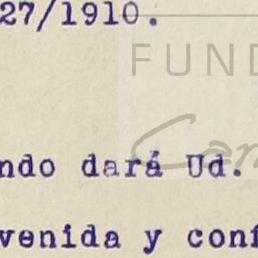 27/1910.
FUND
ndo dará Ud.
venida y conf